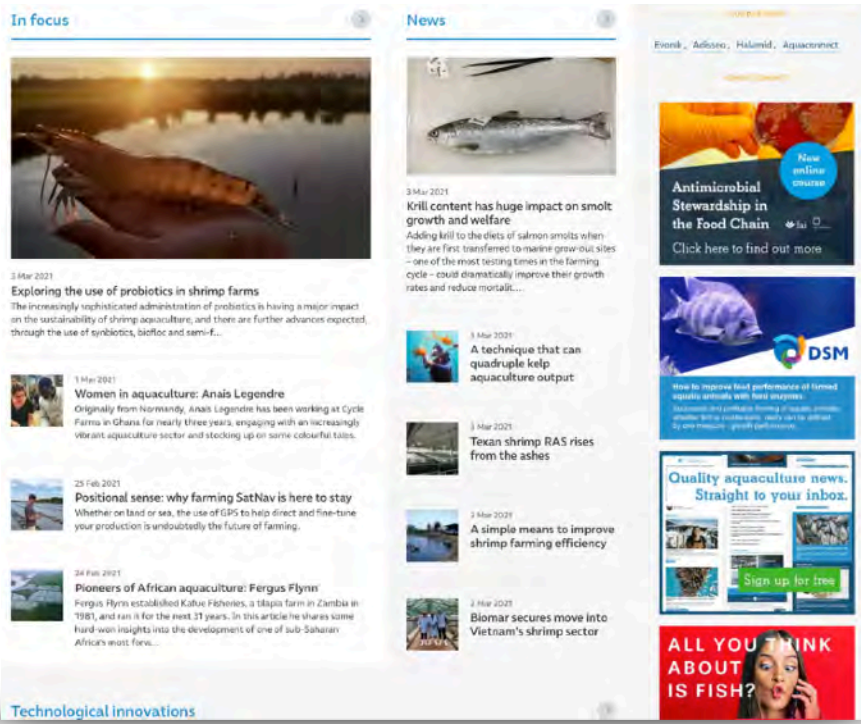 In focus
3 Mar 2021
Exploring the use of probiotics in shrimp farms
The increasingly sophisticated administration of probiotics is having a major impact
on the sustainability of shrimp aquaculture, and there are further advances expected,
through the use of synbiotics, biofloc and semi-f...
1 Mar 2021
Women in aquaculture: Anais Legendre
Originally from Normandy, Anais Legendre has been working at Cycle
Farms in Ghana for nearly three years, engaging with an increasingly
vibrant aquaculture sector and stocking up on some colourful tales.
25 Feb 2021
Positional sense: why farming SatNav is here to stay
Whether on land or sea, the use of GPS to help direct and fine-tune
your production is undoubtedly the future of farming.
24 Feb 2021
Pioneers of African aquaculture: Fergus Flynn
Fergus Flynn established Kafue Fisheries, a tilapia farm in Zambia in
1981, and ran it for the next 31 years. In this article he shares some
hard-won insights into the development of one of sub-Saharan
Africa's most forw...
Technological innovations
News
3 Mar 2021
Krill content has huge impact on smolt
growth and welfare
Adding krill to the diets of salmon smolts when
they are first transferred to marine grow-out sites
– one of the most testing times in the farming
cycle – could dramatically improve their growth
rates and reduce mortalit...
3 Mar 2021
A technique that can
quadruple kelp
aquaculture output
3 Mar 2021
Texan shrimp RAS rises
from the ashes
2 Mar 2021
A simple means to improve
shrimp farming efficiency
2 Mar 2021
Biomar secures move into
Vietnam's shrimp sector
Evonik, Adisseo, Halamid, Aquaconnect
New
online
course
Antimicrobial
Stewardship in
the Food Chain
fai
Click here to find out more
DSM
How to improve feed performance of farmed
aquatic animals with feed enzymes
Quality aquaculture news.
Straight to your inbox.
Sign up for free
ALL YOU THINK
ABOUT
IS FISH?